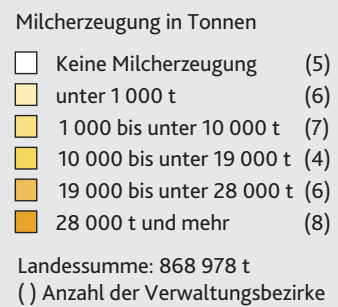 Milcherzeugung in Tonnen
Keine Milcherzeugung (5)
unter 1 000 t (6)
1 000 bis unter 10 000 t (7)
10 000 bis unter 19 000 t (4)
19 000 bis unter 28 000 t (6)
28 000 t und mehr (8)
Landessumme: 868 978 t
( ) Anzahl der Verwaltungsbezirke